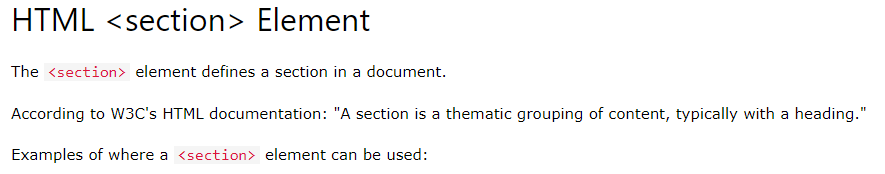 HTML <section> Element
The <section> element defines a section in a document.
According to W3C's HTML documentation: "A section is a thematic grouping of content, typically with a heading."
Examples of where a <section> element can be used: